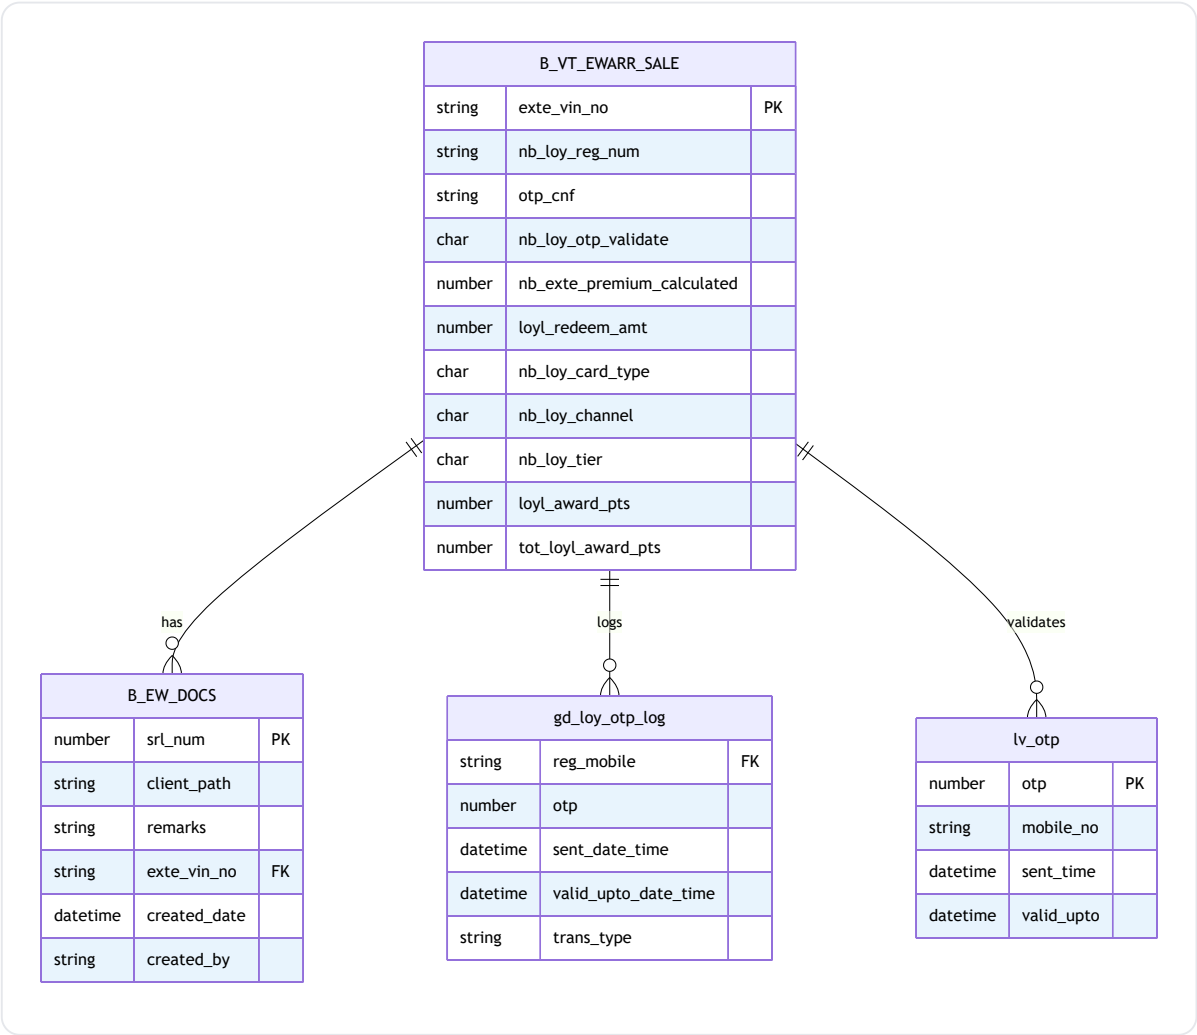 B_VT_EWARR_SALE
string exte_vin_no PK
string nb_loy_reg_num
string otp_cnf
char nb_loy_otp_validate
number nb_exte_premium_calculated
number loyl_redeem_amt
char nb_loy_card_type
char nb_loy_channel
char nb_loy_tier
number loyl_award_pts
number tot_loyl_award_pts
has
logs
validates
B_EW_DOCS
number srl_num PK
string client_path
string remarks
string exte_vin_no FK
datetime created_date
string created_by
gd_loy_otp_log
string reg_mobile FK
number otp
datetime sent_date_time
datetime valid_upto_date_time
string trans_type
lv_otp
number otp PK
string mobile_no
datetime sent_time
datetime valid_upto